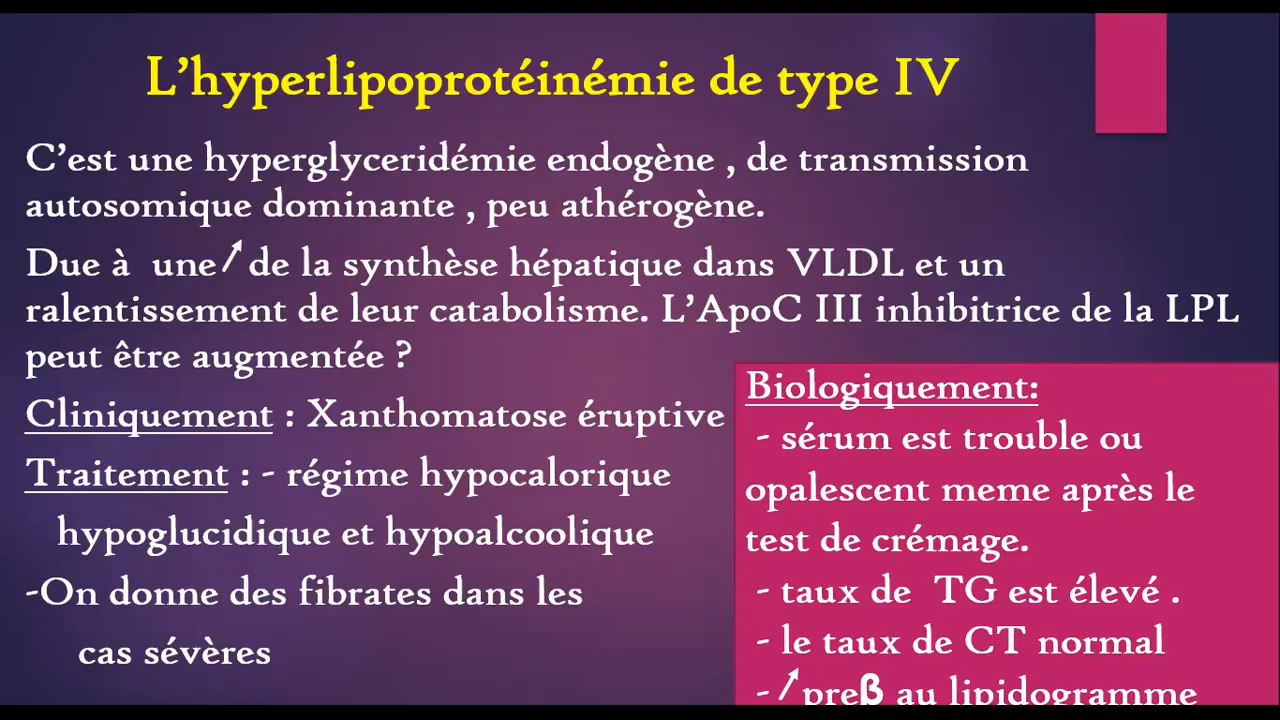 L’hyperlipoprotéinémie de type IV
C’est une hyperglyceridémie endogène , de transmission
autosomique dominante , peu athérogène.
Due à une↗de la synthèse hépatique dans VLDL et un
ralentissement de leur catabolisme. L’ApoC III inhibitrice de la LPL
peut être augmentée ?
Cliniquement : Xanthomatose éruptive
Traitement : - régime hypocalorique
hypoglucidique et hypoalcoolique
-On donne des fibrates dans les
cas sévères
Biologiquement:
- sérum est trouble ou
opalescent meme après le
test de crémage.
- taux de TG est élevé .
- le taux de CT normal
-↗preβ au lipidogramme